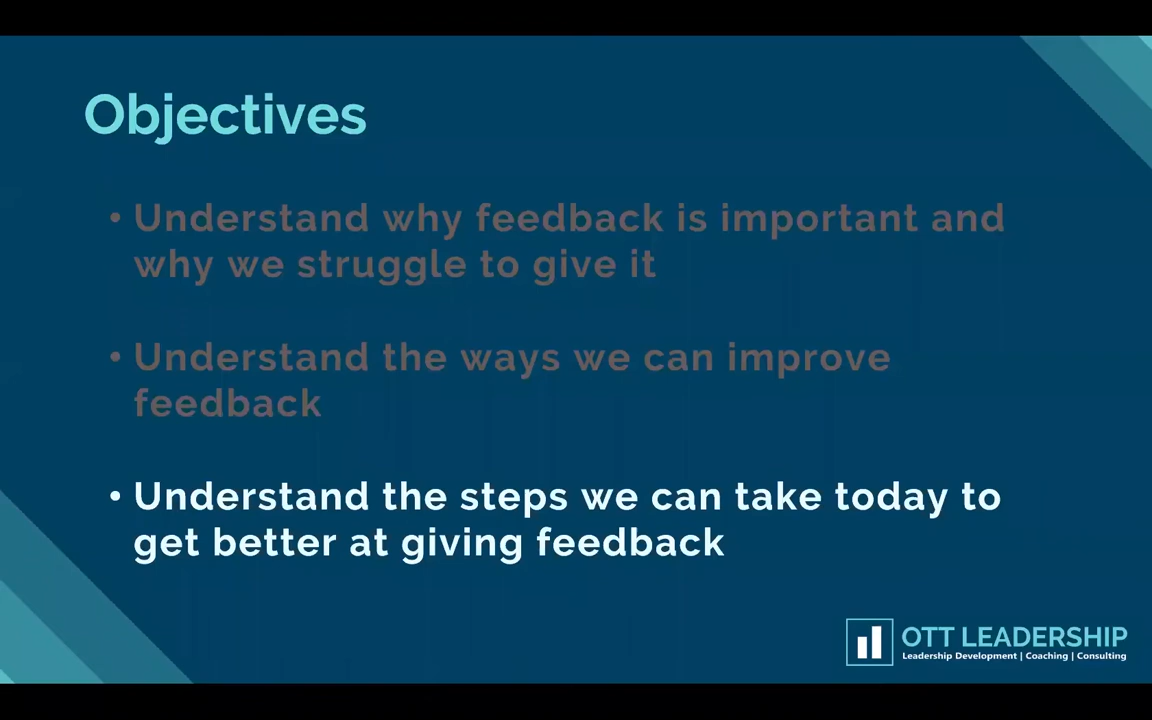 Objectives
• Understand why feedback is important and
why we struggle to give it
• Understand the ways we can improve
feedback
• Understand the steps we can take today to
get better at giving feedback
OTT LEADERSHIP
Leadership Development | Coaching | Consulting